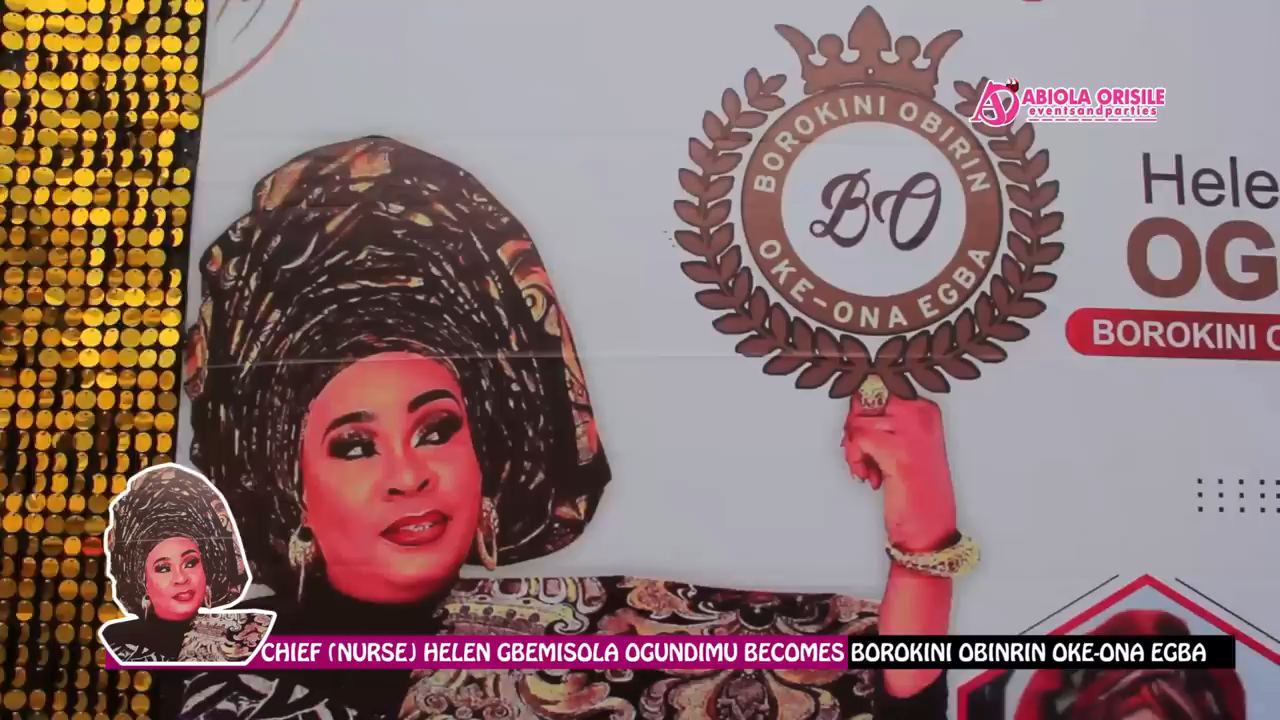 ABIOLA ORISILE
eventsandparties
BOROKINI OBIRIN
BO
OKE-ONA EGBA
Hele
OG
BOROKINI O
CHIEF (NURSE) HELEN GBEMISOLA OGUNDIMU BECOMES BOROKINI OBINRIN OKE-ONA EGBA